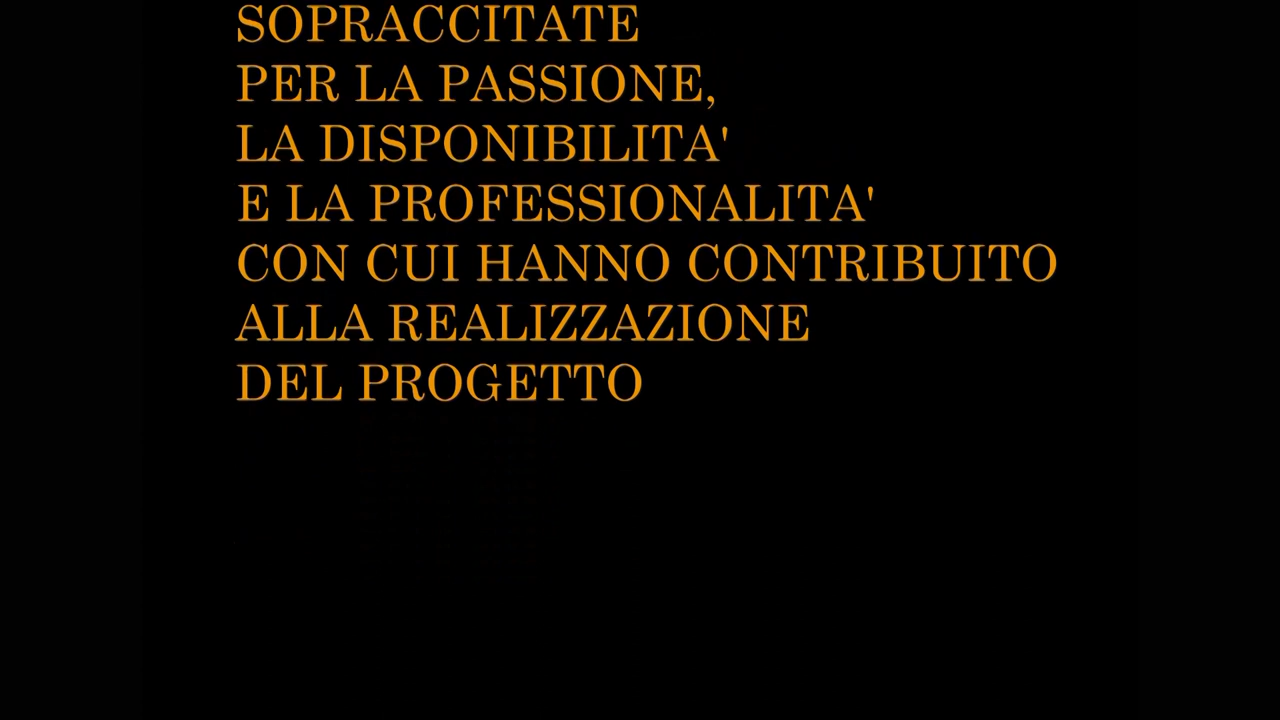 SOPRACCITATE
PER LA PASSIONE,
LA DISPONIBILITA'
E LA PROFESSIONALITA'
CON CUI HANNO CONTRIBUITO
ALLA REALIZZAZIONE
DEL PROGETTO